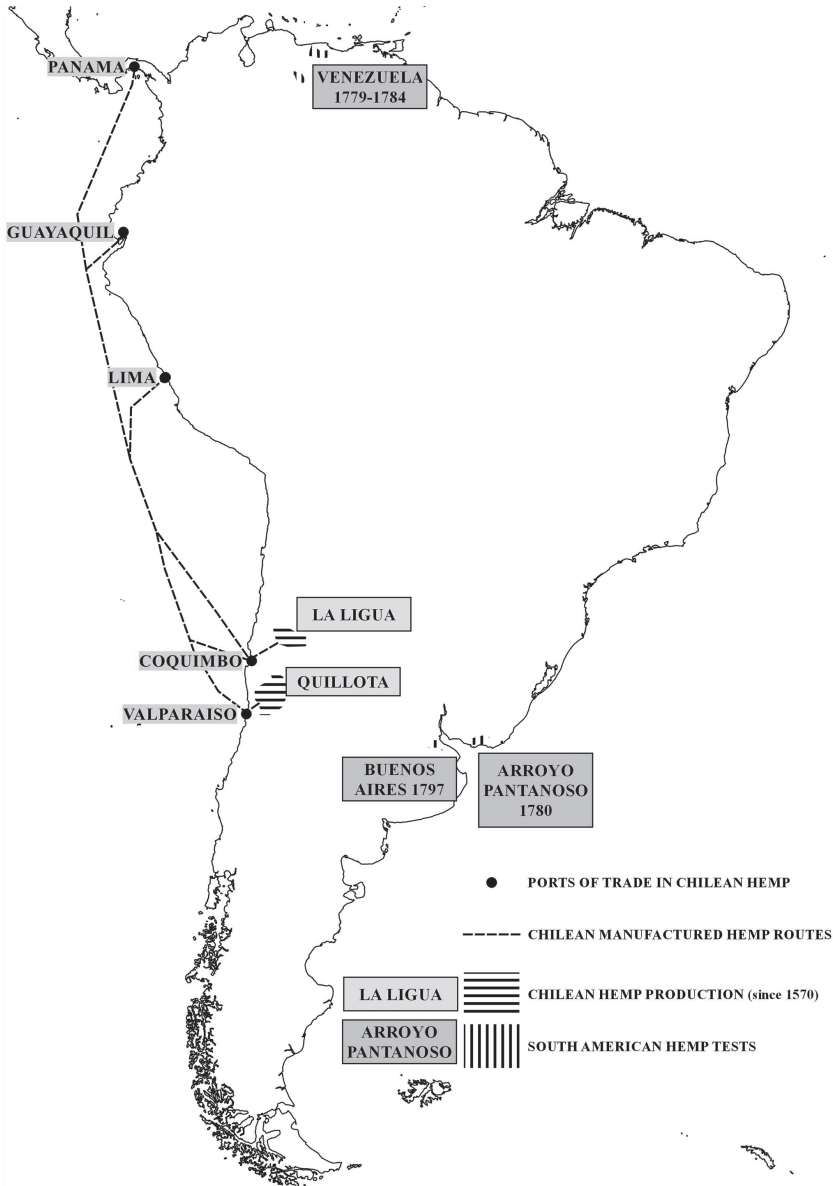 PANAMA
VENEZUELA
1779-1784
GUAYAQUIL
LIMA
LA LIGUA
COQUIMBO
QUILLOTA
VALPARAISO
BUENOS
AIRES 1797
ARROYO
PANTANOSO
1780
PORTS OF TRADE IN CHILEAN HEMP
CHILEAN MANUFACTURED HEMP ROUTES
LA LIGUA
CHILEAN HEMP PRODUCTION (since 1570)
ARROYO
PANTANOSO
SOUTH AMERICAN HEMP TESTS